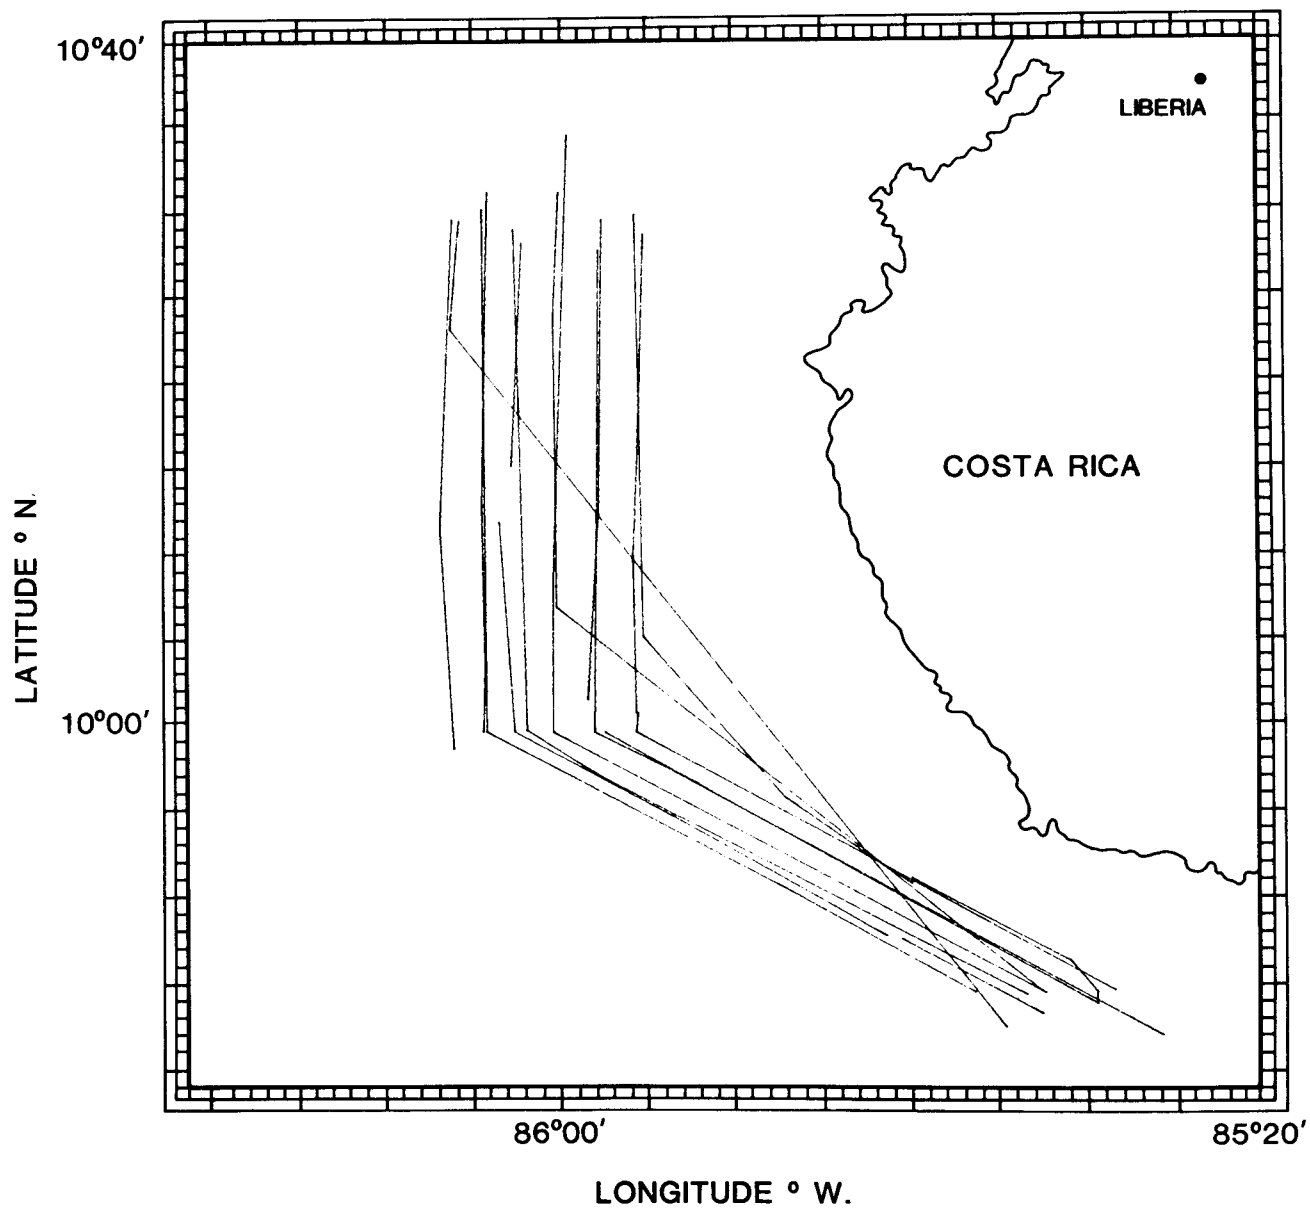 10°40'
LIBERIA
COSTA RICA
LATITUDE ° N.
10°00'
86°00'
85°20'
LONGITUDE ° W.